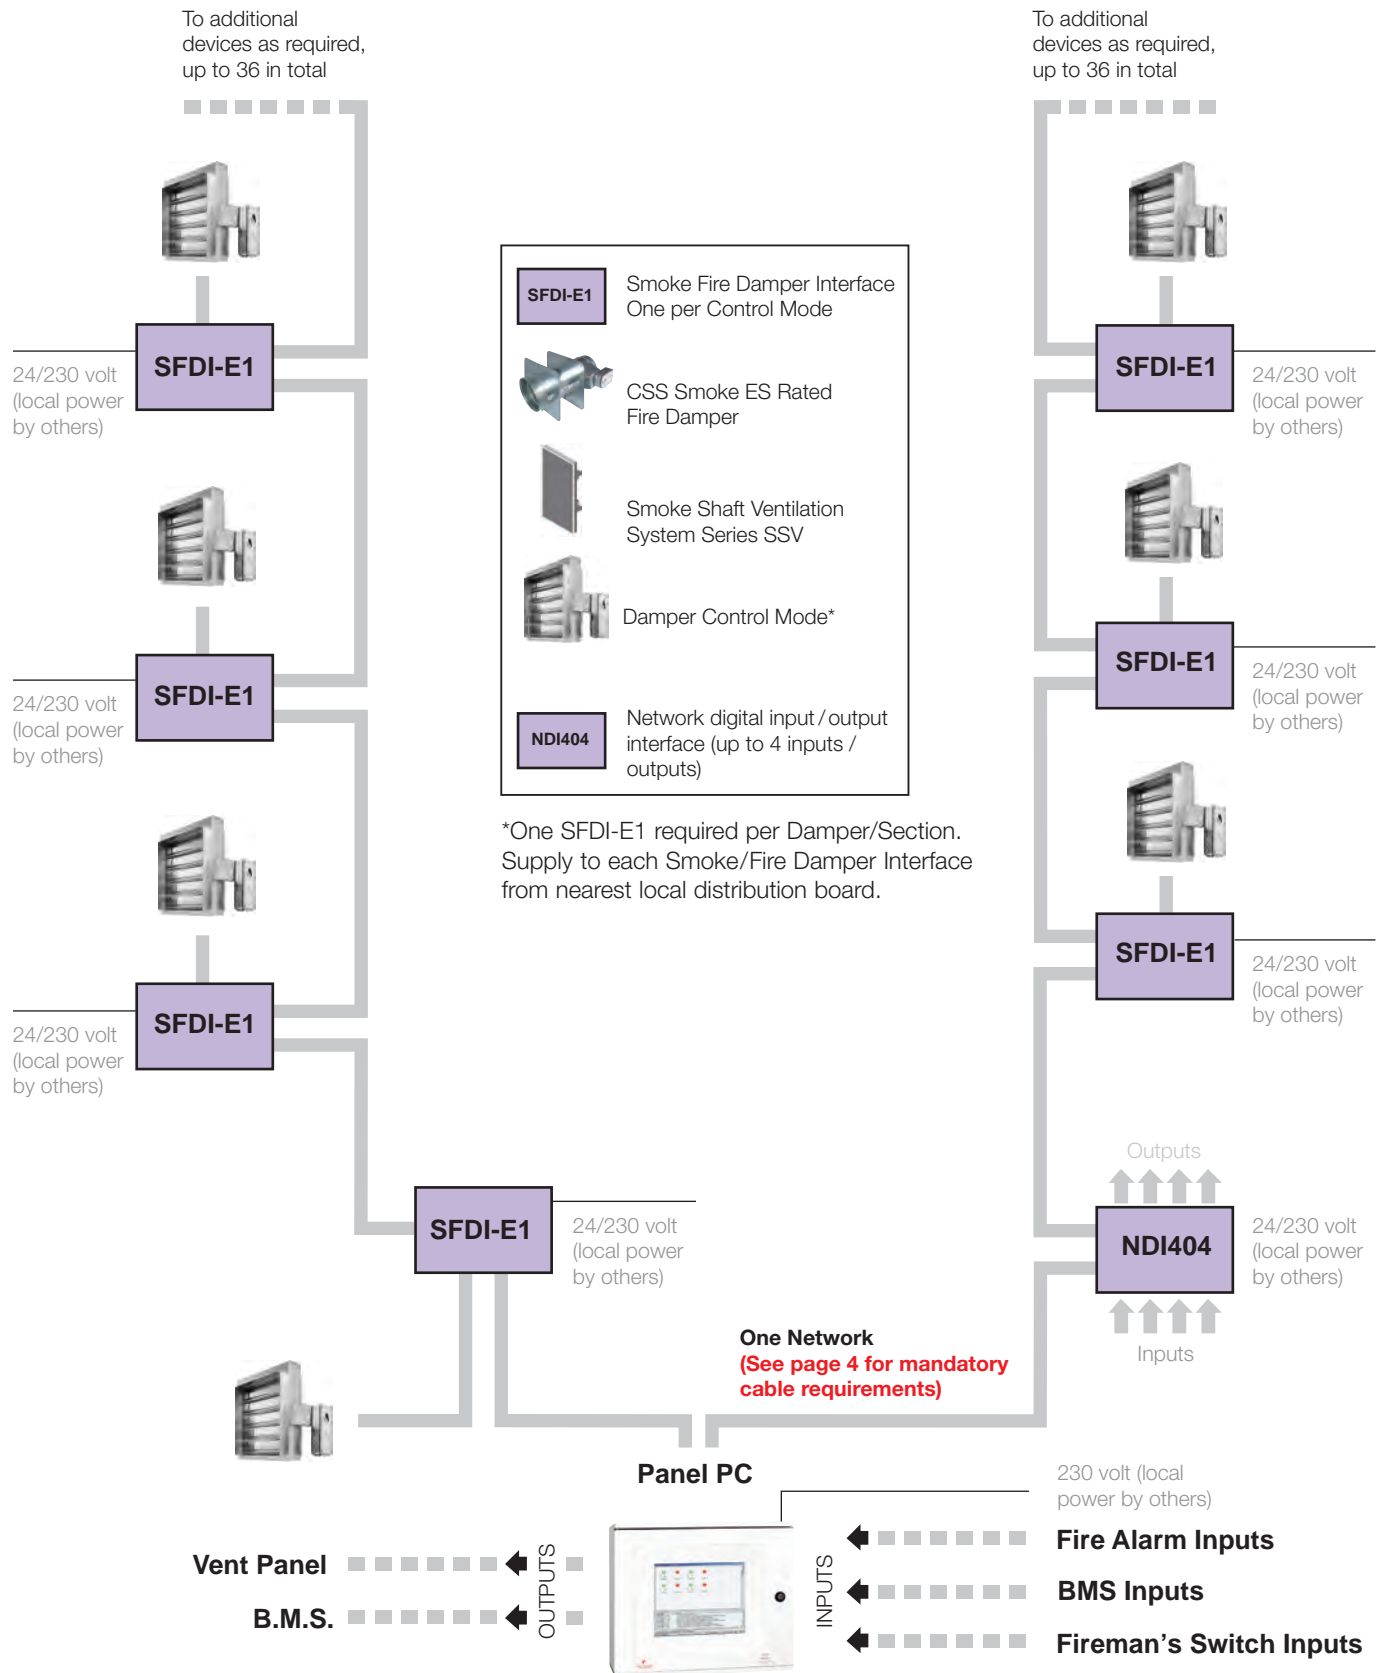 To additional
devices as required,
up to 36 in total
To additional
devices as required,
up to 36 in total
SFDI-E1
Smoke Fire Damper Interface
One per Control Mode
CSS Smoke ES Rated
Fire Damper
Smoke Shaft Ventilation
System Series SSV
Damper Control Mode*
NDI404
Network digital input / output
interface (up to 4 inputs /
outputs)
*One SFDI-E1 required per Damper/Section.
Supply to each Smoke/Fire Damper Interface
from nearest local distribution board.
SFDI-E1
24/230 volt
(local power
by others)
SFDI-E1
24/230 volt
(local power
by others)
SFDI-E1
24/230 volt
(local power
by others)
SFDI-E1
24/230 volt
(local power
by others)
SFDI-E1
24/230 volt
(local power
by others)
SFDI-E1
24/230 volt
(local power
by others)
SFDI-E1
24/230 volt
(local power
by others)
Outputs
NDI404
24/230 volt
(local power
by others)
Inputs
One Network
(See page 4 for mandatory
cable requirements)
Panel PC
230 volt (local
power by others)
Vent Panel
B.M.S.
OUTPUTS
INPUTS
Fire Alarm Inputs
BMS Inputs
Fireman's Switch Inputs